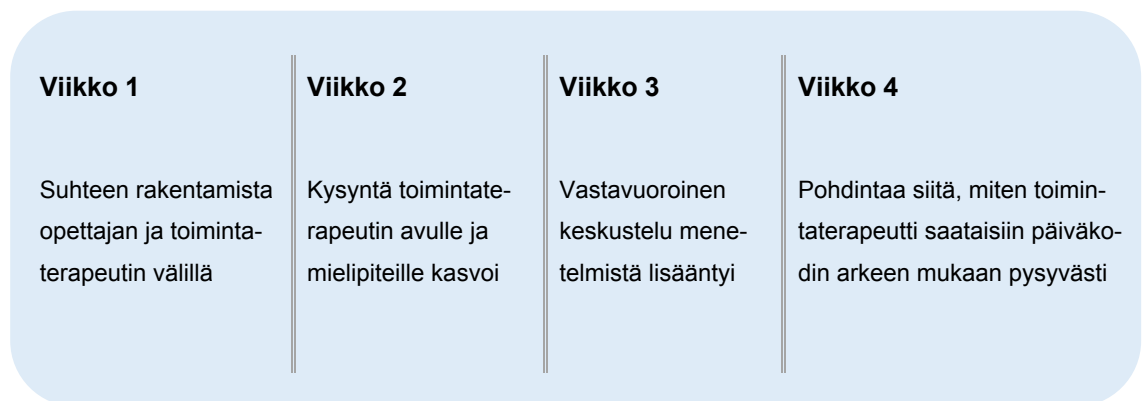 Viikko 1
Suhteen rakentamista
opettajan ja toiminta-
terapeutin välillä
Viikko 2
Kysyntä toimintate-
rapeutin avulle ja
mielipiteille kasvoi
Viikko 3
Vastavuoroinen
keskustelu mene-
telmistä lisääntyi
Viikko 4
Pohdintaa siitä, miten toimin-
taterapeutti saataisiin päiväko-
din arkeen mukaan pysyvästi